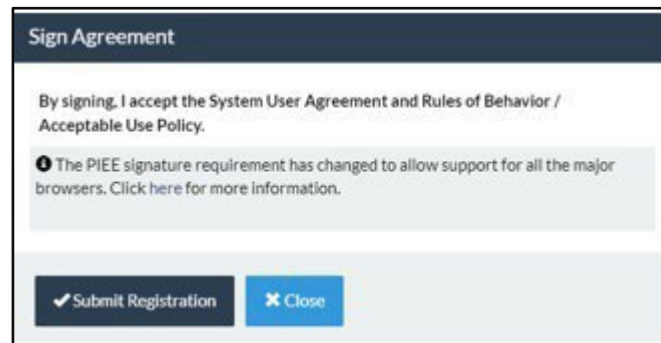 Sign Agreement
By signing, I accept the System User Agreement and Rules of Behavior /
Acceptable Use Policy.
The PIEE signature requirement has changed to allow support for all the major
browsers. Click here for more information.
Submit Registration
Close